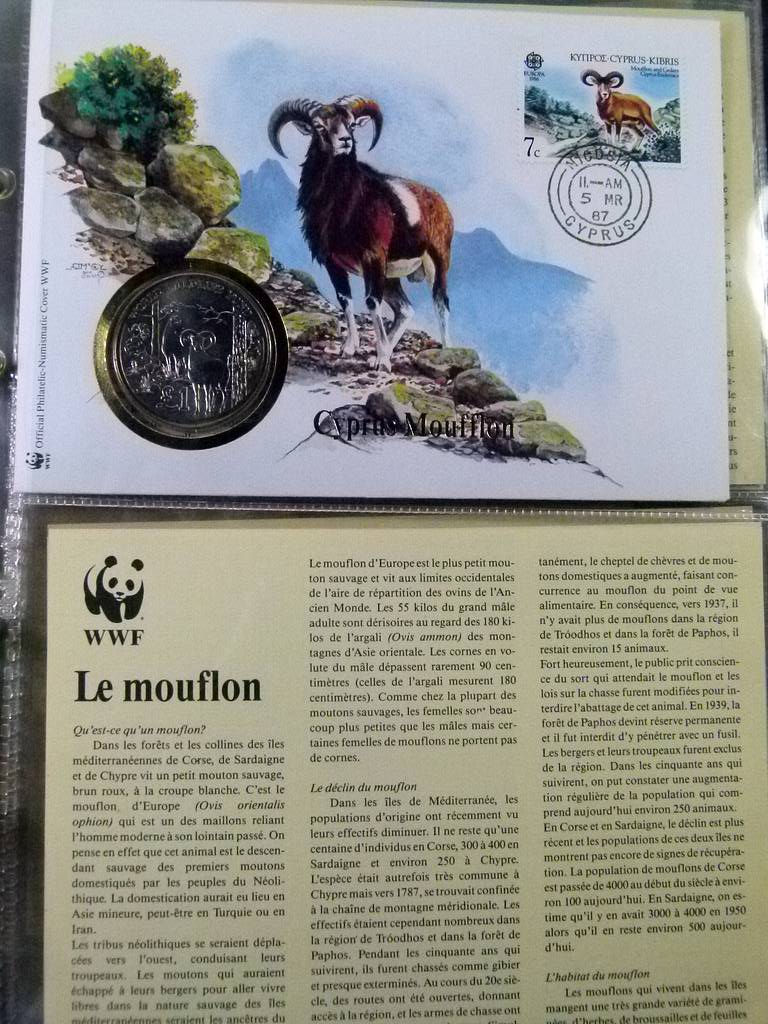 ΚΥΠΡΟΣ·CYPRUS·KIBRIS
Moufflon and Cedars
Cyprus Endemics
EUROPA
1986
7c
NICOSIA
11-AM
5 MR
87
CYPRUS
£1
Cyprus Moufflon
Official Philatelic-Numismatic Cover WWF
WWF
WWF
Le mouflon
Qu'est-ce qu'un mouflon?
Dans les forêts et les collines des îles
méditerranéennes de Corse, de Sardaigne
et de Chypre vit un petit mouton sauvage,
brun roux, à la croupe blanche. C'est le
mouflon d'Europe (Ovis orientalis
ophion) qui est un des maillons reliant
l'homme moderne à son lointain passé. On
pense en effet que cet animal est le descen-
dant sauvage des premiers moutons
domestiqués par les peuples du Néoli-
thique. La domestication aurait eu lieu en
Asie mineure, peut-être en Turquie ou en
Iran.
Les tribus néolithiques se seraient dépla-
cées vers l'ouest, conduisant leurs
troupeaux. Les moutons qui auraient
échappé à leurs bergers pour aller vivre
libres dans la nature sauvage des îles
méditerranéennes seraient les ancêtres du
Le mouflon d'Europe est le plus petit mou-
ton sauvage et vit aux limites occidentales
de l'aire de répartition des ovins de l'An-
cien Monde. Les 55 kilos du grand mâle
adulte sont dérisoires au regard des 180 ki-
los de l'argali (Ovis ammon) des mon-
tagnes d'Asie orientale. Les cornes en vo-
lute du mâle dépassent rarement 90 cen-
timètres (celles de l'argali mesurent 180
centimètres). Comme chez la plupart des
moutons sauvages, les femelles sont beau-
coup plus petites que les mâles mais cer-
taines femelles de mouflons ne portent pas
de cornes.
Le déclin du mouflon
Dans les îles de Méditerranée, les
populations d'origine ont récemment vu
leurs effectifs diminuer. Il ne reste qu'une
centaine d'individus en Corse, 300 à 400 en
Sardaigne et environ 250 à Chypre.
L'espèce était autrefois très commune à
Chypre mais vers 1787, se trouvait confinée
à la chaîne de montagne méridionale. Les
effectifs étaient cependant nombreux dans
la région de Tróodhos et dans la forêt de
Paphos. Pendant les cinquante ans qui
suivirent, ils furent chassés comme gibier
et presque exterminés. Au cours du 20e siè-
cle, des routes ont été ouvertes, donnant
accès à la région, et les armes de chasse ont
tanément, le cheptel de chèvres et de mou-
tons domestiques a augmenté, faisant con-
currence au mouflon du point de vue
alimentaire. En conséquence, vers 1937, il
n'y avait plus de mouflons dans la région
de Tróodhos et dans la forêt de Paphos, il
restait environ 15 animaux.
Fort heureusement, le public prit conscien-
ce du sort qui attendait le mouflon et les
lois sur la chasse furent modifiées pour in-
terdire l'abattage de cet animal. En 1939, la
forêt de Paphos devint réserve permanente
et il fut interdit d'y pénétrer avec un fusil.
Les bergers et leurs troupeaux furent exclus
de la région. Dans les cinquante ans qui
suivirent, on put constater une augmenta-
tion régulière de la population qui com-
prend aujourd'hui environ 250 animaux.
En Corse et en Sardaigne, le déclin est plus
récent et les populations de ces deux îles ne
montrent pas encore de signes de récupéra-
tion. La population de mouflons de Corse
est passée de 4000 au début du siècle à envi-
ron 100 aujourd'hui. En Sardaigne, on es-
time qu'il y en avait 3000 à 4000 en 1950
alors qu'il en reste environ 500 aujour-
d'hui.
L'habitat du mouflon
Les mouflons qui vivent dans les îles
mangent une très grande variété de grami-
nées, d'herbes, de broussailles et de feuilles